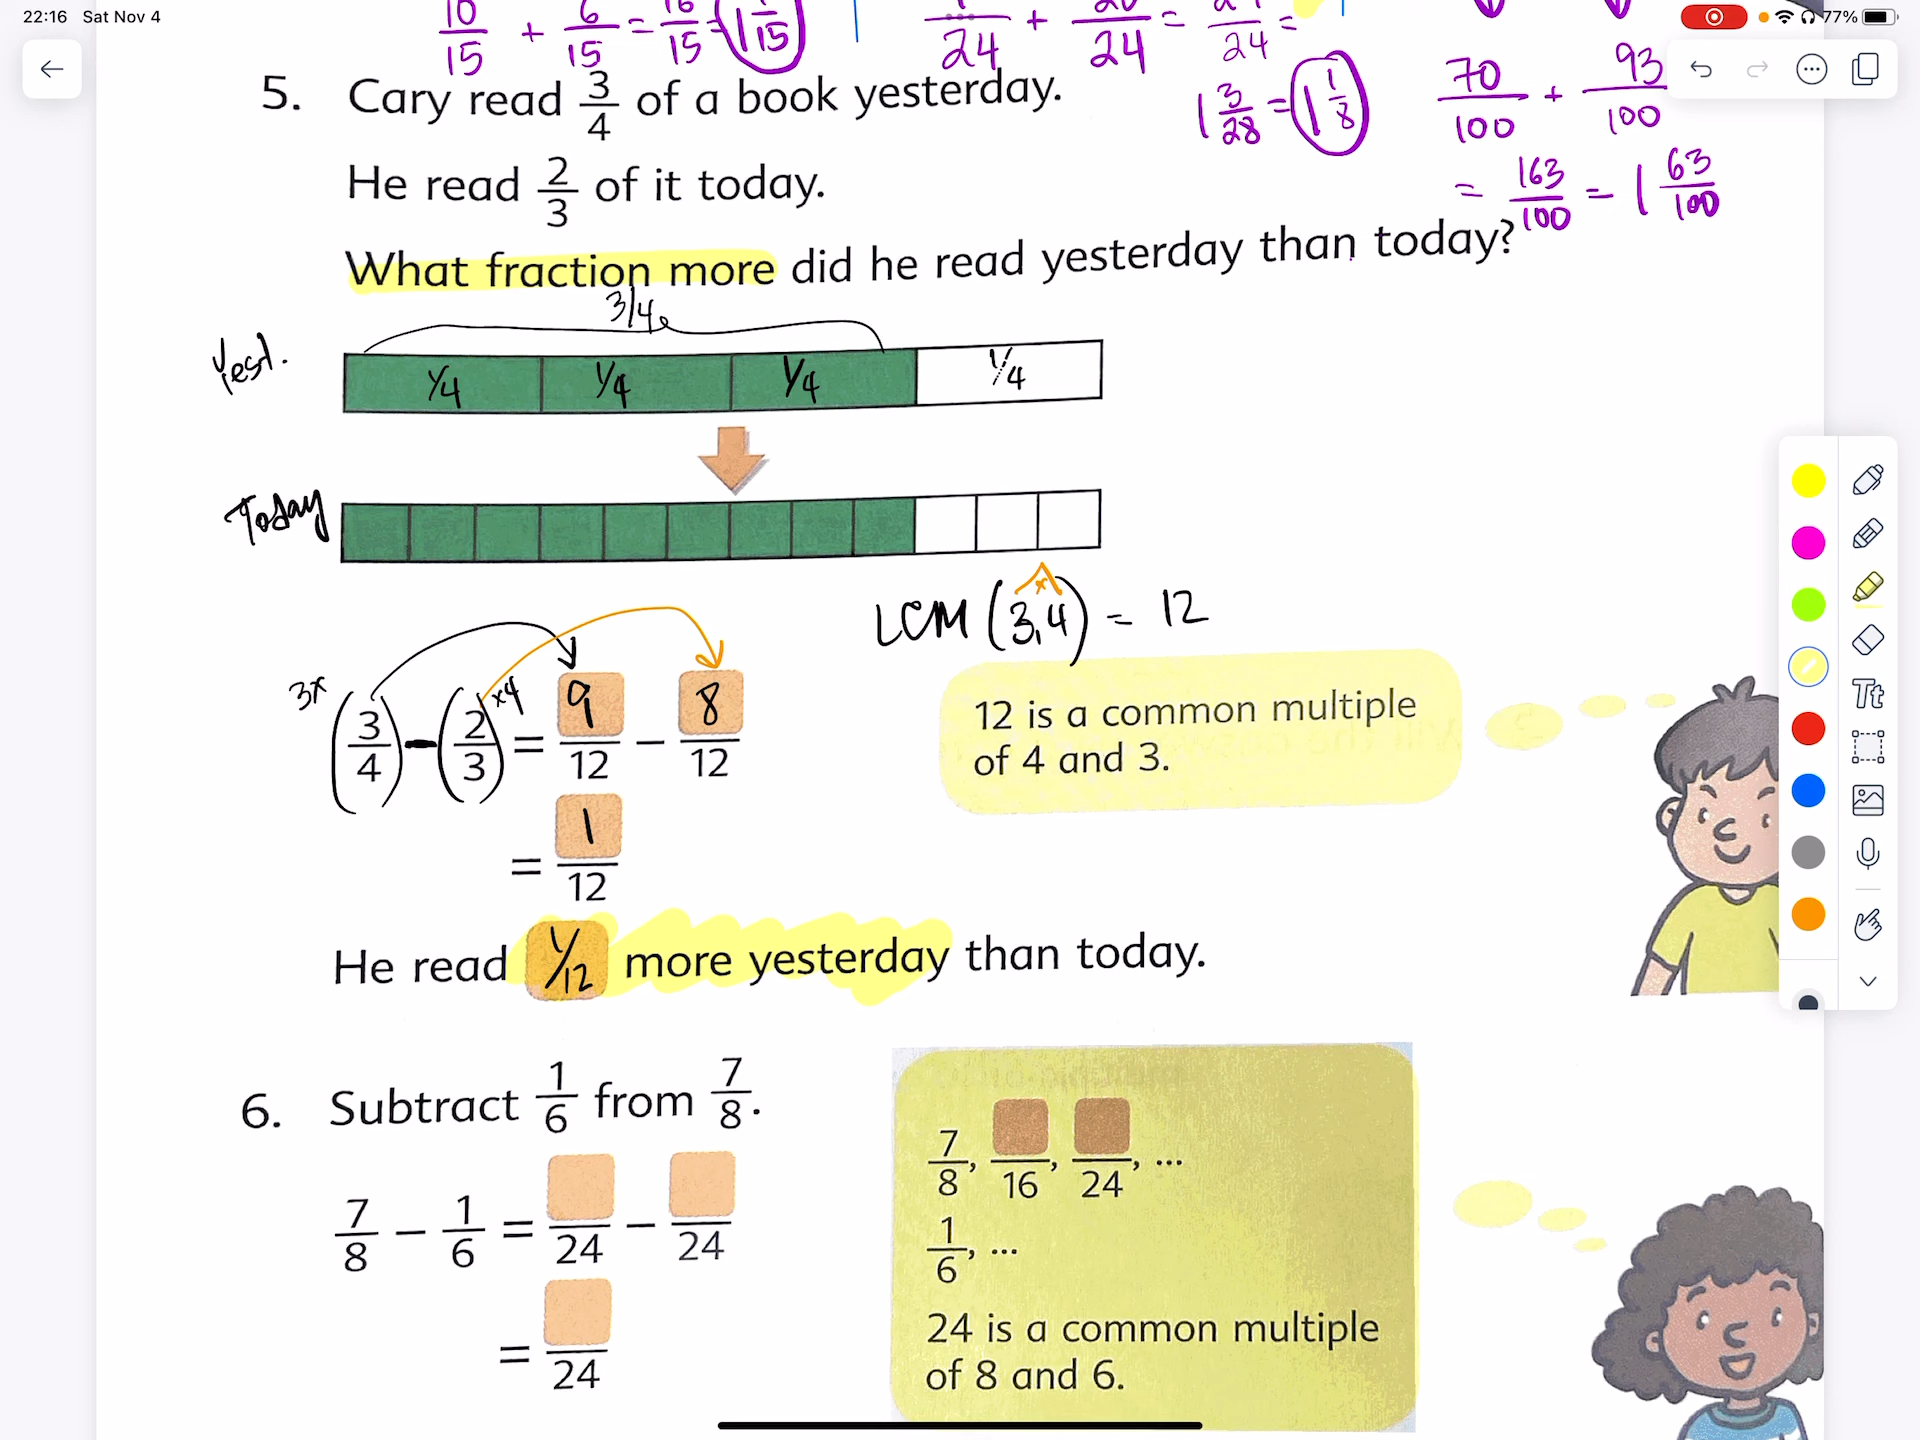 22:16 Sat Nov 4
77%
10/15 + 6/15 = 16/15 = 1 1/15
/24 + 20/24 = /24 =
1 3/28 = 1 1/8
70/100 + 93/100
= 163/100 = 1 63/100
5. Cary read 3/4 of a book yesterday.
He read 2/3 of it today.
What fraction more did he read yesterday than today?
3/4
Yest.
1/4 1/4 1/4 1/4
Today
LCM (3,4) = 12
3x (3/4) - (2/3) x4 = 9/12 - 8/12
= 1/12
12 is a common multiple
of 4 and 3.
He read 1/12 more yesterday than today.
6. Subtract 1/6 from 7/8.
7/8 - 1/6 = /24 - /24
= /24
7/8, /16, /24, ...
1/6, ...
24 is a common multiple
of 8 and 6.
Tt